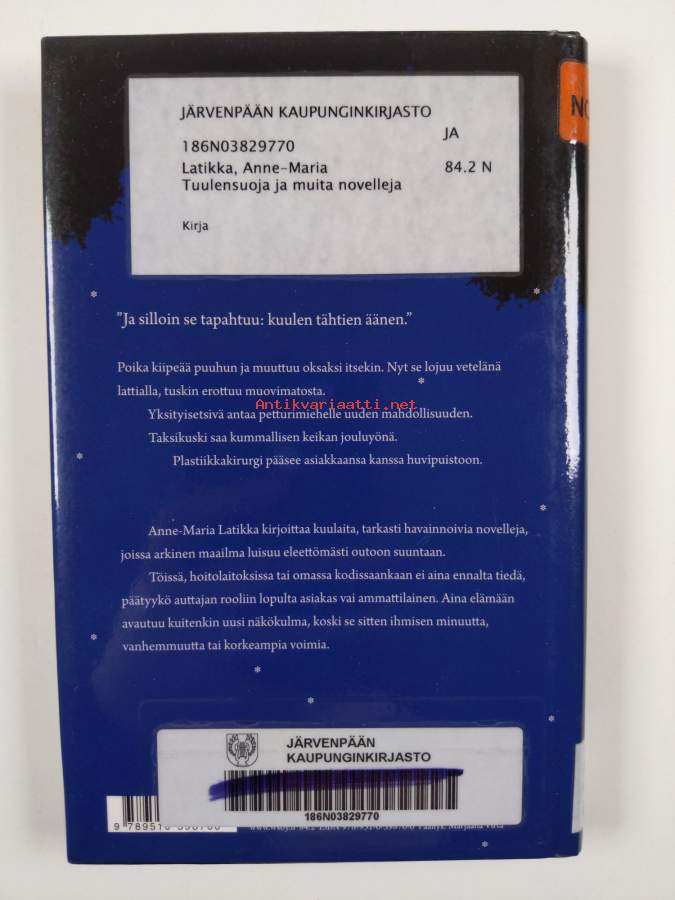 JÄRVENPÄÄN KAUPUNGINKIRJASTO
JA
186N03829770
Latikka, Anne-Maria 84.2 N
Tuulensuoja ja muita novelleja
Kirja
"Ja silloin se tapahtuu: kuulen tähtien äänen."
Poika kiipeää puuhun ja muuttuu oksaksi itsekin. Nyt se lojuu vetelänä
lattialla, tuskin erottuu muovimatosta.
Antikvariaatti.net
Yksityisetsivä antaa petturimiehelle uuden mahdollisuuden.
Taksikuski saa kummallisen keikan jouluyönä.
Plastiikkakirurgi pääsee asiakkaansa kanssa huvipuistoon.
Anne-Maria Latikka kirjoittaa kuulaita, tarkasti havainnoivia novelleja,
joissa arkinen maailma luisuu eleettömästi outoon suuntaan.
Töissä, hoitolaitoksissa tai omassa kodissaankaan ei aina ennalta tiedä,
päätyykö auttajan rooliin lopulta asiakas vai ammattilainen. Aina elämään
avautuu kuitenkin uusi näkökulma, koski se sitten ihmisen minuutta,
vanhemmuutta tai korkeampia voimia.
JÄRVENPÄÄN
KAUPUNGINKIRJASTO
186N03829770